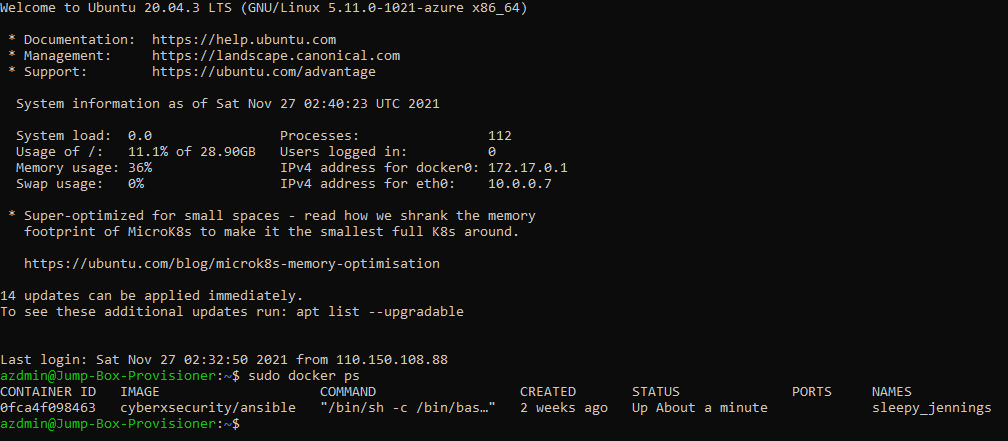 Welcome to Ubuntu 20.04.3 LTS (GNU/Linux 5.11.0-1021-azure x86_64)
* Documentation:  https://help.ubuntu.com
* Management:     https://landscape.canonical.com
* Support:        https://ubuntu.com/advantage
System information as of Sat Nov 27 02:40:23 UTC 2021
System load:  0.0                Processes:                112
Usage of /:   11.1% of 28.90GB   Users logged in:          0
Memory usage: 36%                IPv4 address for docker0: 172.17.0.1
Swap usage:   0%                 IPv4 address for eth0:    10.0.0.7
* Super-optimized for small spaces - read how we shrank the memory
footprint of MicroK8s to make it the smallest full K8s around.
https://ubuntu.com/blog/microk8s-memory-optimisation
14 updates can be applied immediately.
To see these additional updates run: apt list --upgradable
Last login: Sat Nov 27 02:32:50 2021 from 110.150.108.88
azdmin@Jump-Box-Provisioner:~$ sudo docker ps
CONTAINER ID   IMAGE                   COMMAND                  CREATED       STATUS              PORTS     NAMES
0fca4f098463   cyberxsecurity/ansible   "/bin/sh -c /bin/bas…"   2 weeks ago   Up About a minute             sleepy_jennings
azdmin@Jump-Box-Provisioner:~$